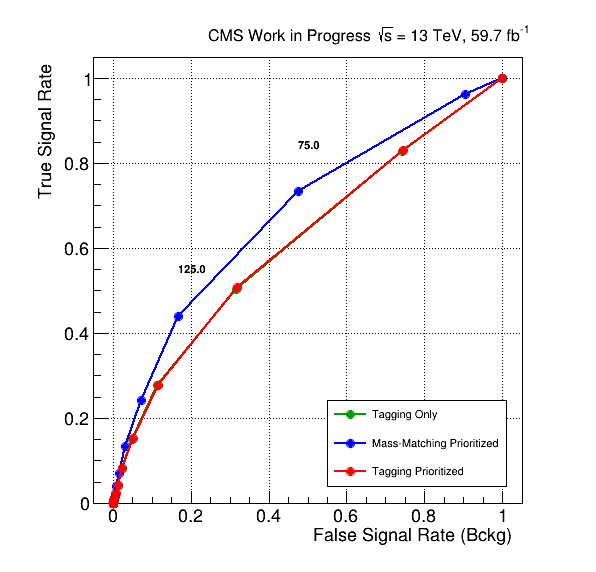 CMS Work in Progress √s = 13 TeV, 59.7 fb⁻¹
True Signal Rate
1
0.8
0.6
0.4
0.2
0
75.0
125.0
Tagging Only
Mass-Matching Prioritized
Tagging Prioritized
0 0.2 0.4 0.6 0.8 1
False Signal Rate (Bckg)